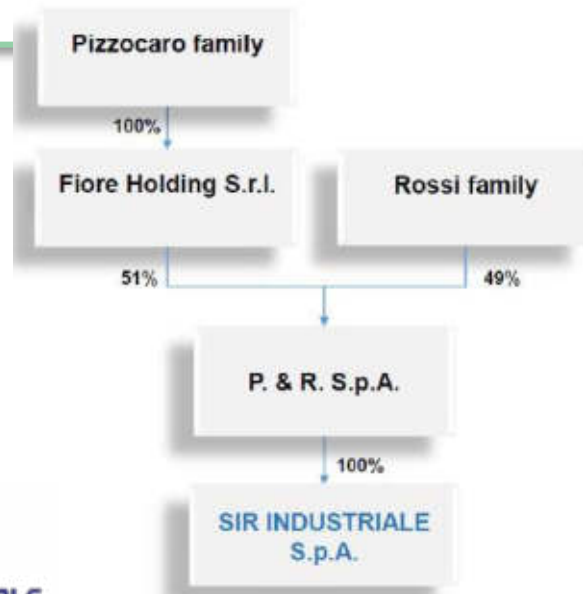 Pizzocaro family
100%
Fiore Holding S.r.l.
Rossi family
51%
49%
P. & R. S.p.A.
100%
SIR INDUSTRIALE
S.p.A.